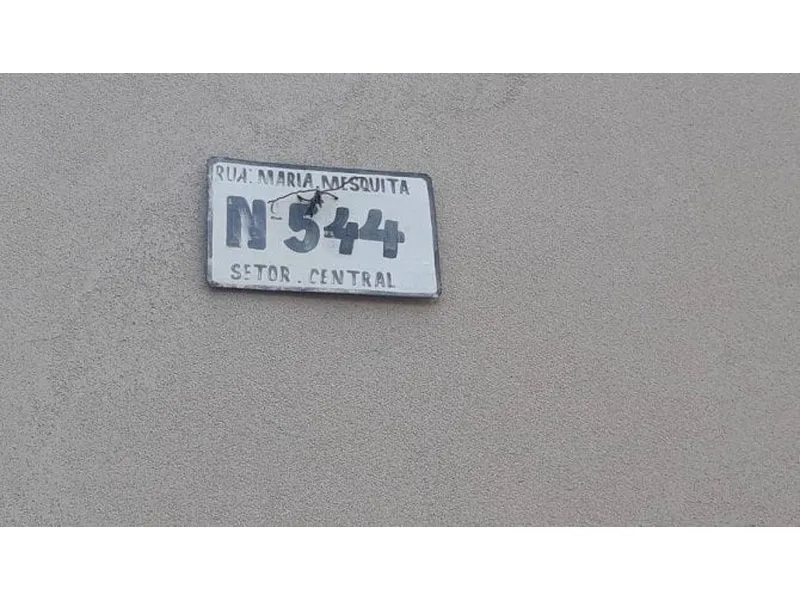 RUA: MARIA. MESQUITA
N- 544
SETOR. CENTRAL